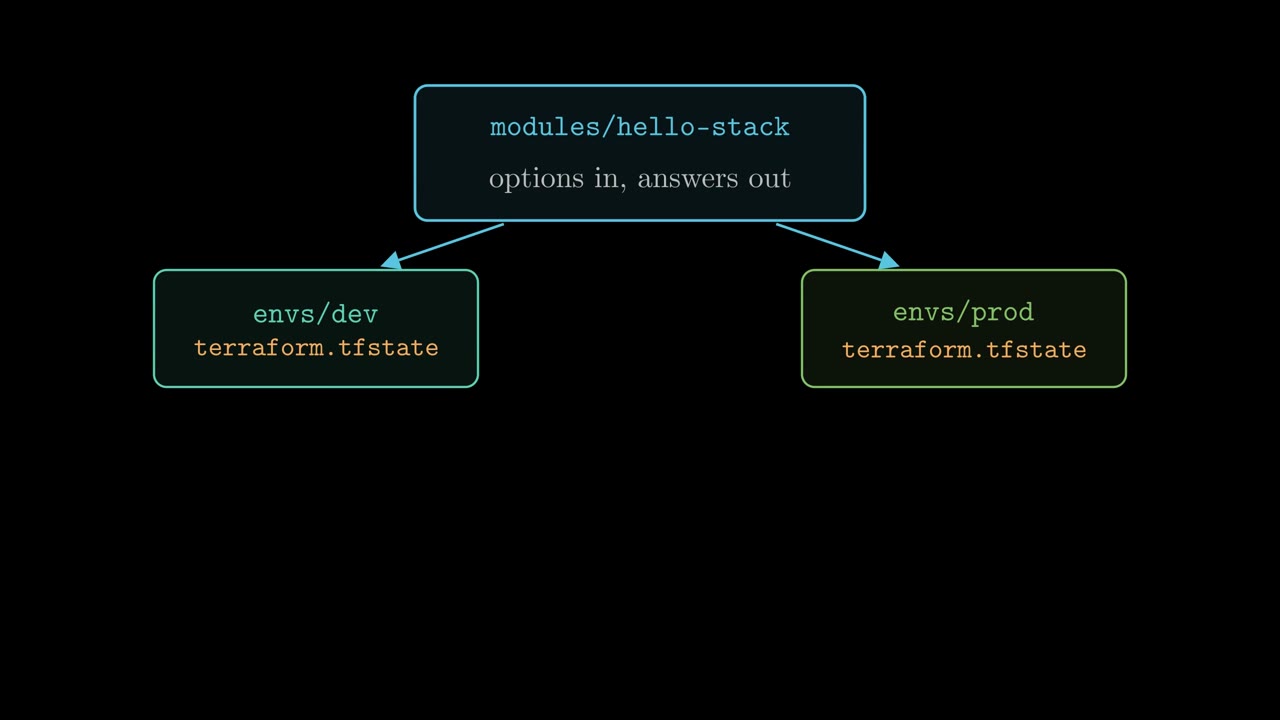 modules/hello-stack
options in, answers out
envs/dev
terraform.tfstate
envs/prod
terraform.tfstate